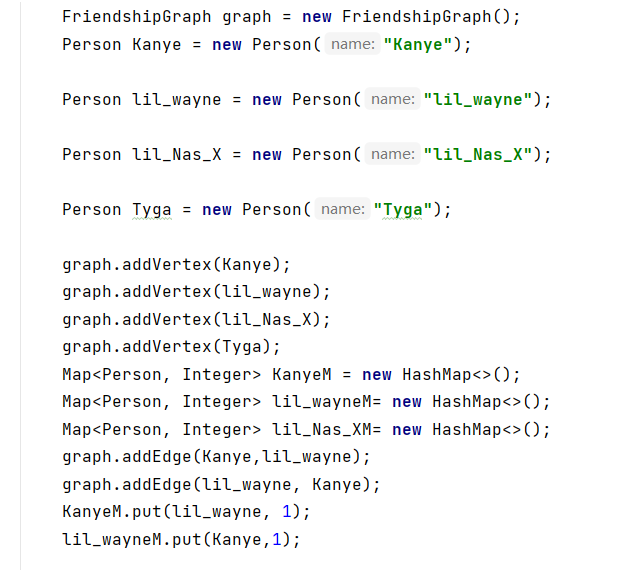 FriendshipGraph graph = new FriendshipGraph();
Person Kanye = new Person( name: "Kanye");
Person lil_wayne = new Person( name: "lil_wayne");
Person lil_Nas_X = new Person( name: "lil_Nas_X");
Person Tyga = new Person( name: "Tyga");
graph.addVertex(Kanye);
graph.addVertex(lil_wayne);
graph.addVertex(lil_Nas_X);
graph.addVertex(Tyga);
Map<Person, Integer> KanyeM = new HashMap<>();
Map<Person, Integer> lil_wayneM= new HashMap<>();
Map<Person, Integer> lil_Nas_XM= new HashMap<>();
graph.addEdge(Kanye,lil_wayne);
graph.addEdge(lil_wayne, Kanye);
KanyeM.put(lil_wayne, 1);
lil_wayneM.put(Kanye,1);